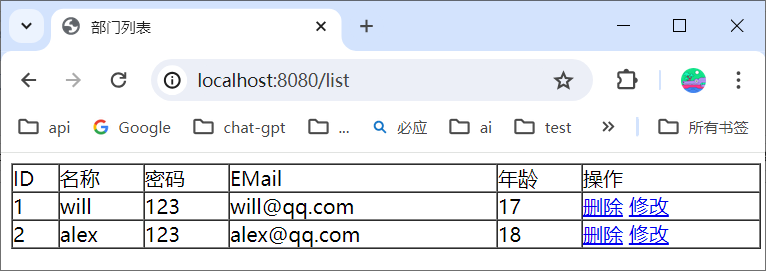 部门列表
localhost:8080/list
api Google chat-gpt ... 必应 ai test 所有书签
ID 名称 密码 EMail 年龄 操作
1 will 123 will@qq.com 17 删除 修改
2 alex 123 alex@qq.com 18 删除 修改